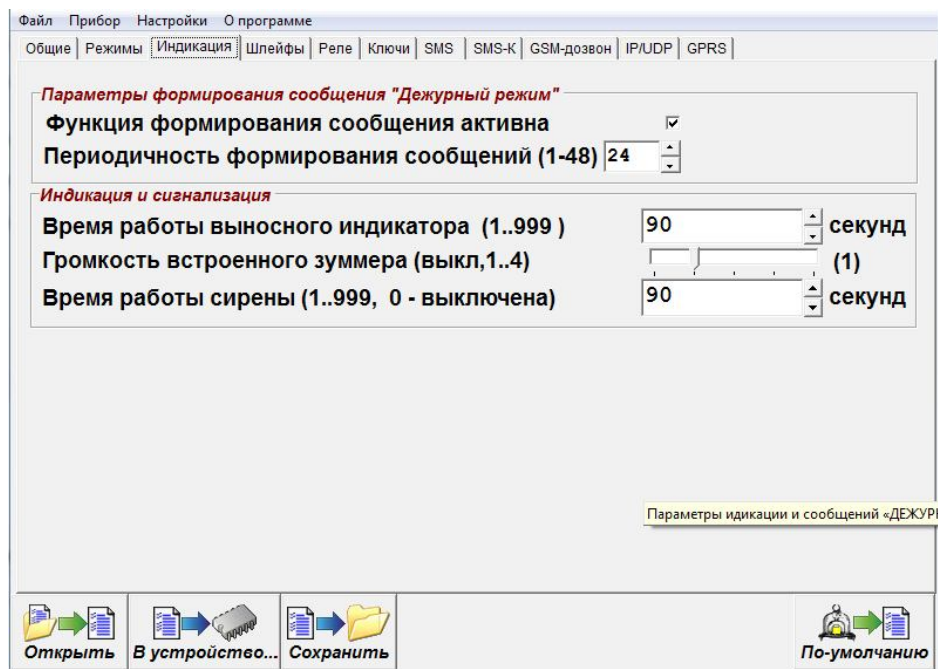 Файл Прибор Настройки О программе
Общие Режимы Индикация Шлейфы Реле Ключи SMS SMS-К GSM-дозвон IP/UDP GPRS
Параметры формирования сообщения "Дежурный режим"
Функция формирования сообщения активна
Периодичность формирования сообщений (1-48) 24
Индикация и сигнализация
Время работы выносного индикатора (1..999 ) 90 секунд
Громкость встроенного зуммера (выкл,1..4) (1)
Время работы сирены (1..999, 0 - выключена) 90 секунд
Параметры идикации и сообщений «ДЕЖУР
Открыть В устройство... Сохранить По-умолчанию